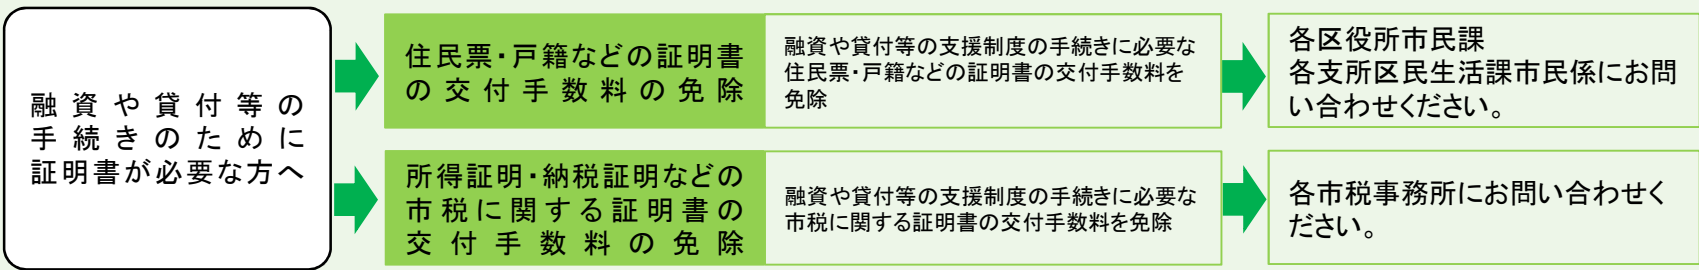 融資や貸付等の
手続きのために
証明書が必要な方へ
住民票・戸籍などの証明書
の交付手数料の免除
融資や貸付等の支援制度の手続きに必要な
住民票・戸籍などの証明書の交付手数料を
免除
各区役所市民課
各支所区民生活課市民係にお問
い合わせください。
所得証明・納税証明などの
市税に関する証明書の
交付手数料の免除
融資や貸付等の支援制度の手続きに必要な
市税に関する証明書の交付手数料を免除
各市税事務所にお問い合わせく
ださい。